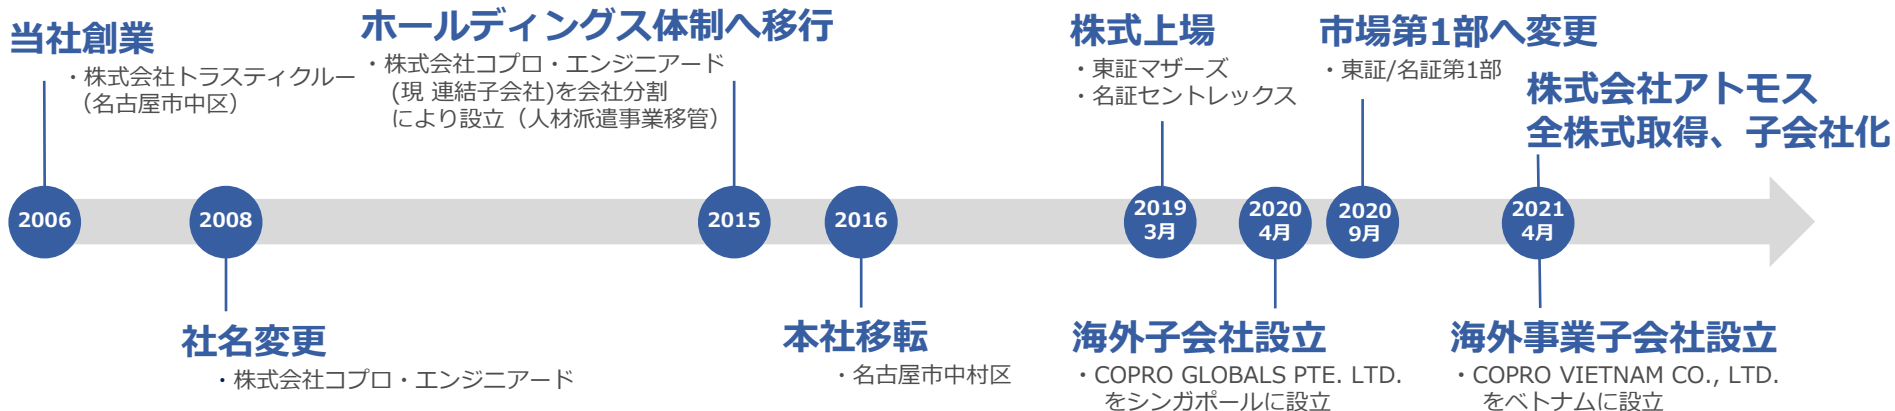 当社創業
・株式会社トラスティクルー
（名古屋市中区）
ホールディングス体制へ移行
・株式会社コプロ・エンジニアード
(現 連結子会社)を会社分割
により設立（人材派遣事業移管）
株式上場
・東証マザーズ
・名証セントレックス
市場第1部へ変更
・東証/名証第1部
株式会社アトモス
全株式取得、子会社化
2006
2008
2015
2016
2019
3月
2020
4月
2020
9月
2021
4月
社名変更
・株式会社コプロ・エンジニアード
本社移転
・名古屋市中村区
海外子会社設立
・COPRO GLOBALS PTE. LTD.
をシンガポールに設立
海外事業子会社設立
・COPRO VIETNAM CO., LTD.
をベトナムに設立